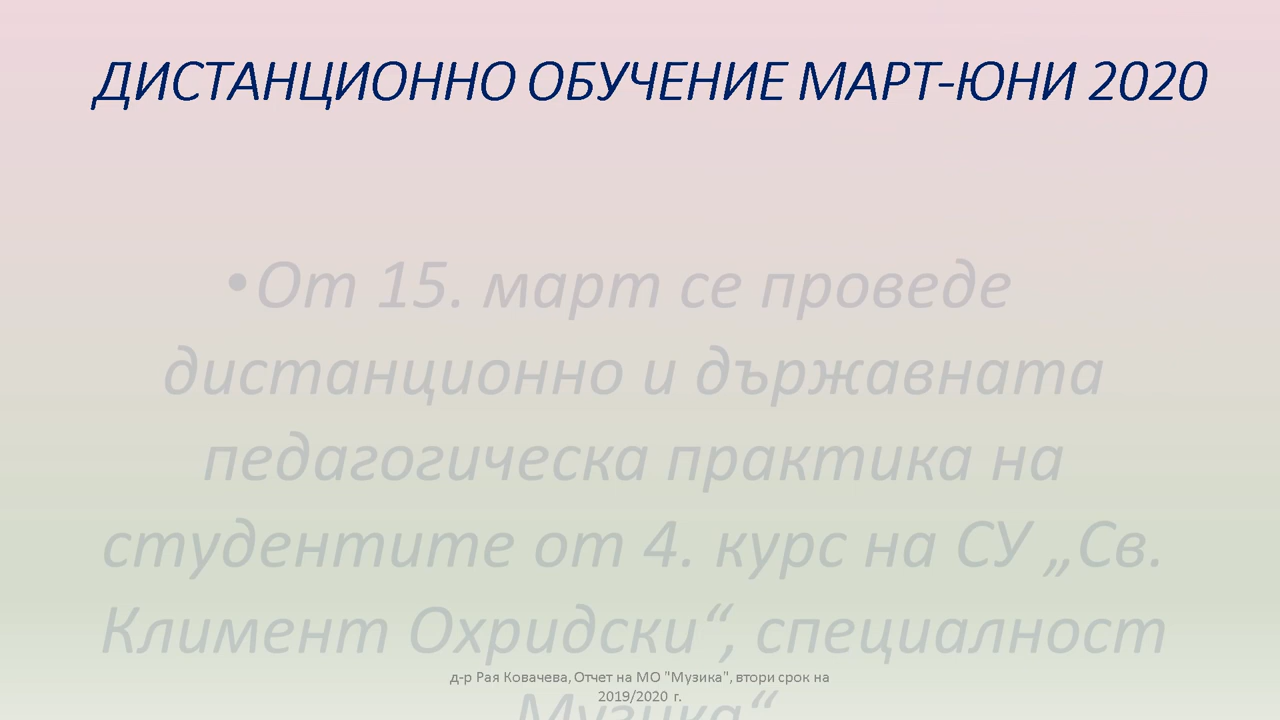 ДИСТАНЦИОННО ОБУЧЕНИЕ МАРТ-ЮНИ 2020
•От 15. март се проведе
дистанционно и държавната
педагогическа практика на
студентите от 4. курс на СУ „Св.
Климент Охридски“, специалност
д-р Рая Ковачева, Отчет на МО "Музика", втори срок на
2019/2020 г.
Музика“